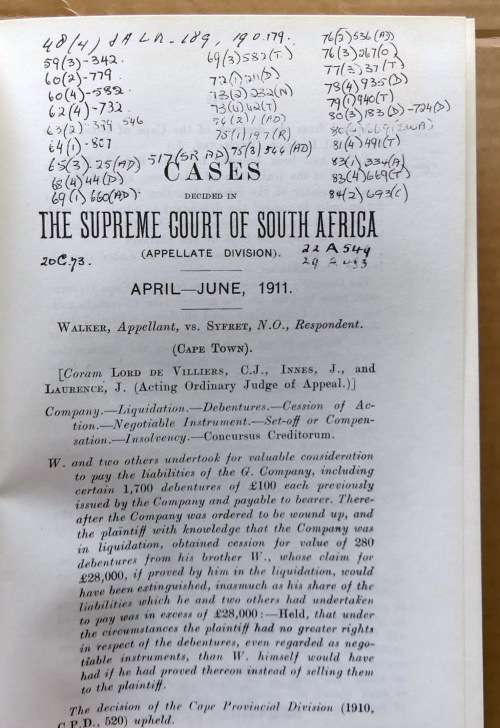 48(4) SALR. 189, 190. 179.
59(3)-342.
60(2)-779
60(4)-582
62(4)-732
63(2) 546
64(1)-807
65(3).25(AD) 517(SR AD)
68(4) 44(D)
69(1) 660(AD)
69(3) 582(T)
72(1) 211(D)
73(2) 232(N)
73(4) 42(T)
(2) 1(AD)
75(1) 197(R)
75(3) 544(AD)
76(2) 536(AD)
76(3) 267(O)
77(3) 37(T)
78(4) 935(D)
79(1) 940(T)
80(3) 183(D) -724(D)
81(4) 491(T)
83(1) 334(A)
83(4) 669(T)
84(2) 693(C)
CASES
DECIDED IN
THE SUPREME COURT OF SOUTH AFRICA
(APPELLATE DIVISION).
20C.73.
22 A 549
APRIL—JUNE, 1911.
WALKER, Appellant, vs. SYFRET, N.O., Respondent.
(CAPE TOWN).
[Coram LORD DE VILLIERS, C.J., INNES, J., and
LAURENCE, J. (Acting Ordinary Judge of Appeal.)]
Company.—Liquidation.—Debentures.—Cession of Ac-
tion.—Negotiable Instrument.—Set-off or Compen-
sation.—Insolvency.—Concursus Creditorum.
W. and two others undertook for valuable consideration
to pay the liabilities of the G. Company, including
certain 1,700 debentures of £100 each previously
issued by the Company and payable to bearer. There-
after the Company was ordered to be wound up, and
the plaintiff with knowledge that the Company was
in liquidation, obtained cession for value of 280
debentures from his brother W., whose claim for
£28,000, if proved by him in the liquidation, would
have been extinguished, inasmuch as his share of the
liabilities which he and two others had undertaken
to pay was in excess of £28,000:—Held, that under
the circumstances the plaintiff had no greater rights
in respect of the debentures, even regarded as nego-
tiable instruments, than W. himself would have
had if he had proved thereon instead of selling them
to the plaintiff.
The decision of the Cape Provincial Division (1910,
C.P.D., 520) upheld.